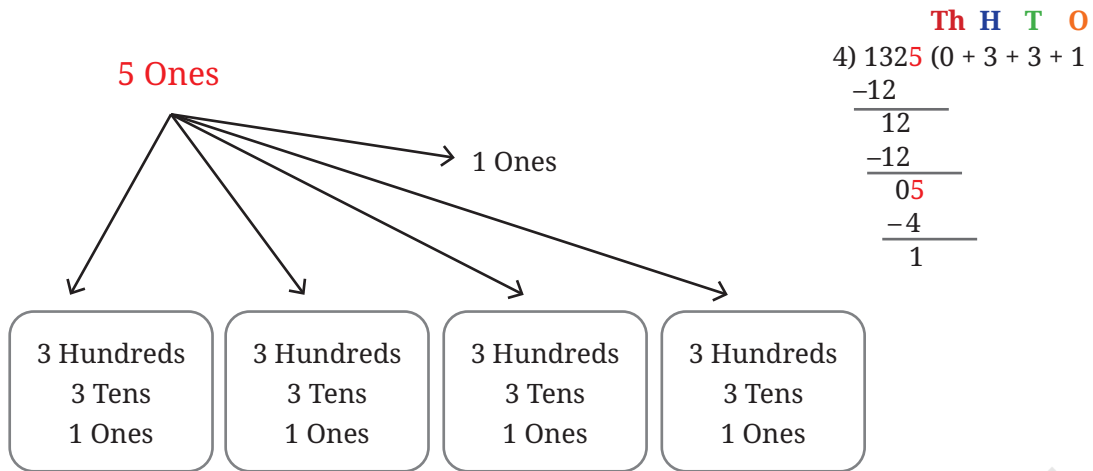 Th H T O
5 Ones
4) 1325 (0 + 3 + 3 + 1
–12
12
–12
05
–4
1
1 Ones
3 Hundreds
3 Tens
1 Ones
3 Hundreds
3 Tens
1 Ones
3 Hundreds
3 Tens
1 Ones
3 Hundreds
3 Tens
1 Ones